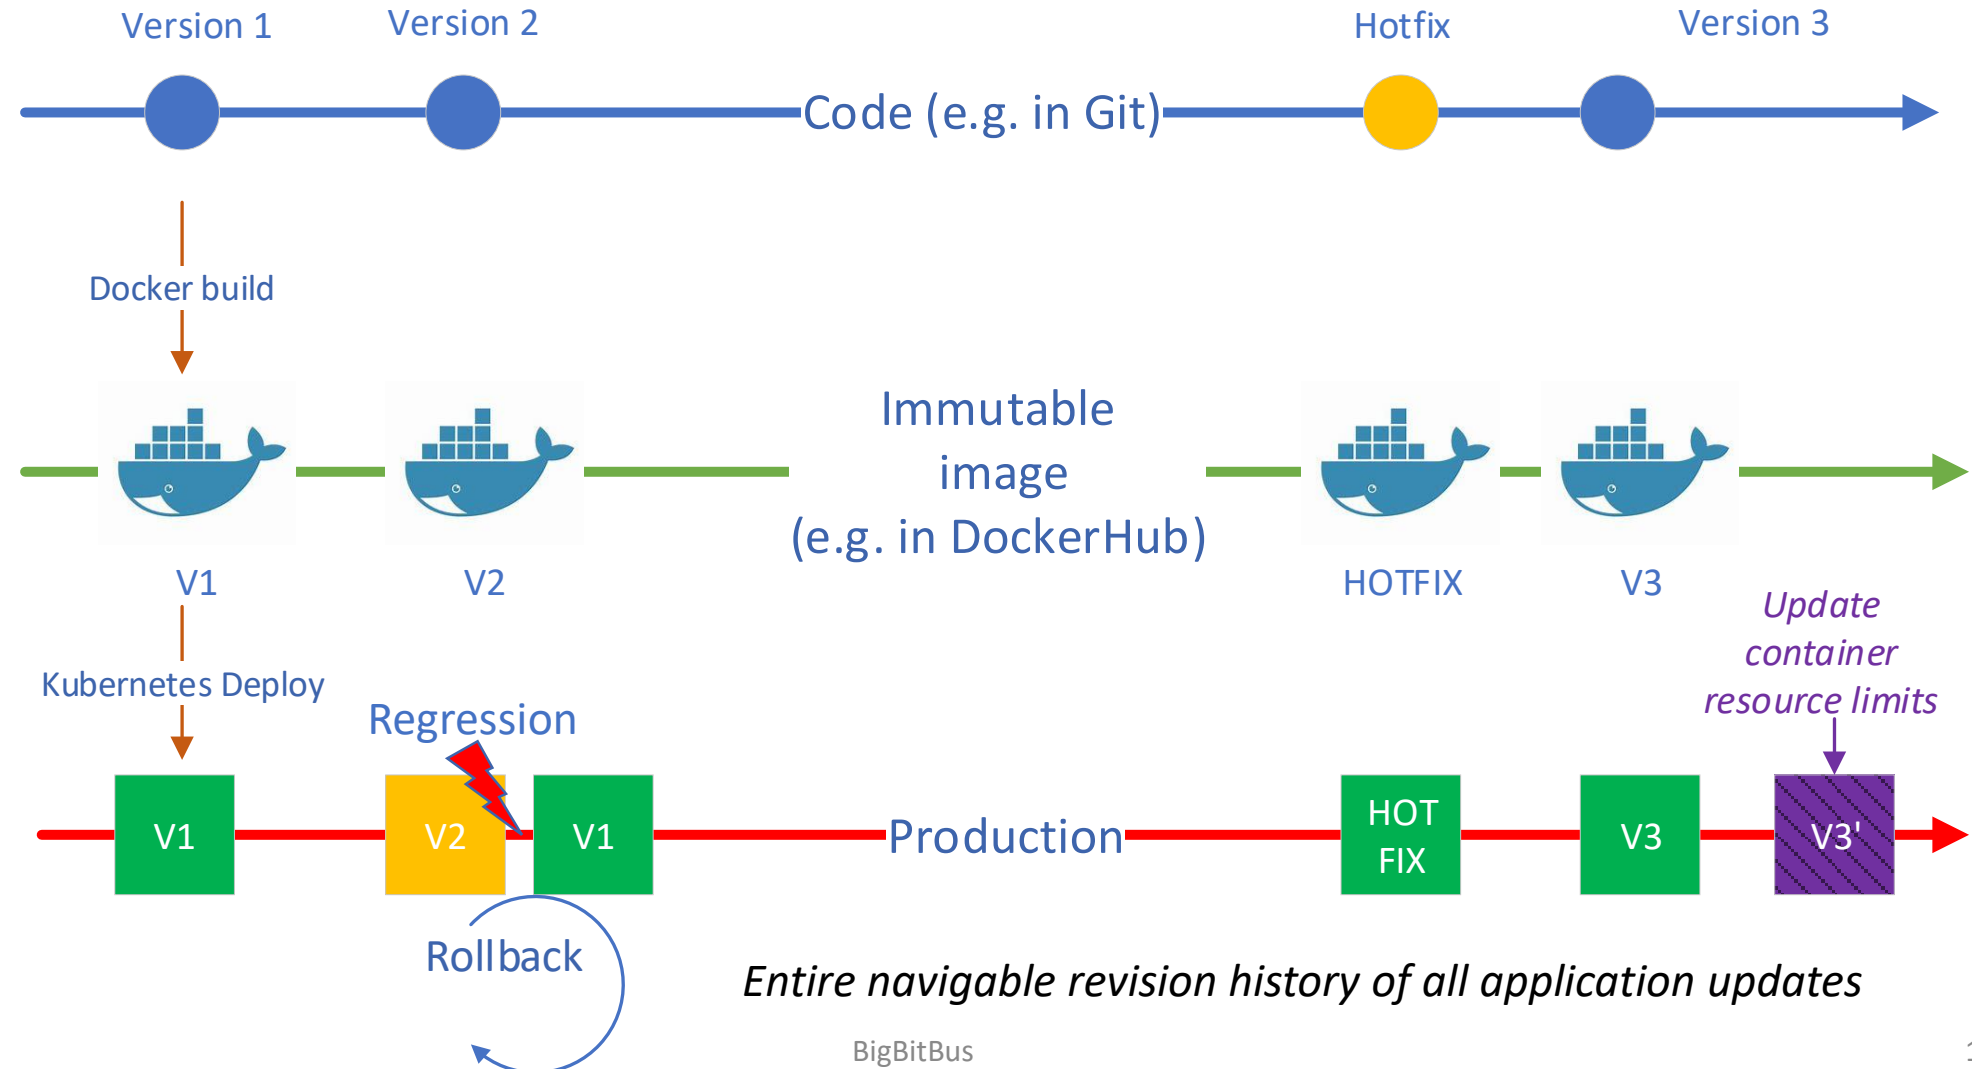 Version 1
Version 2
Hotfix
Version 3
Code (e.g. in Git)
Docker build
Immutable
image
(e.g. in DockerHub)
V1
V2
HOTFIX
V3
Update
container
resource limits
Kubernetes Deploy
Regression
V1
V2
V1
Production
HOT
FIX
V3
V3'
Rollback
Entire navigable revision history of all application updates
BigBitBus